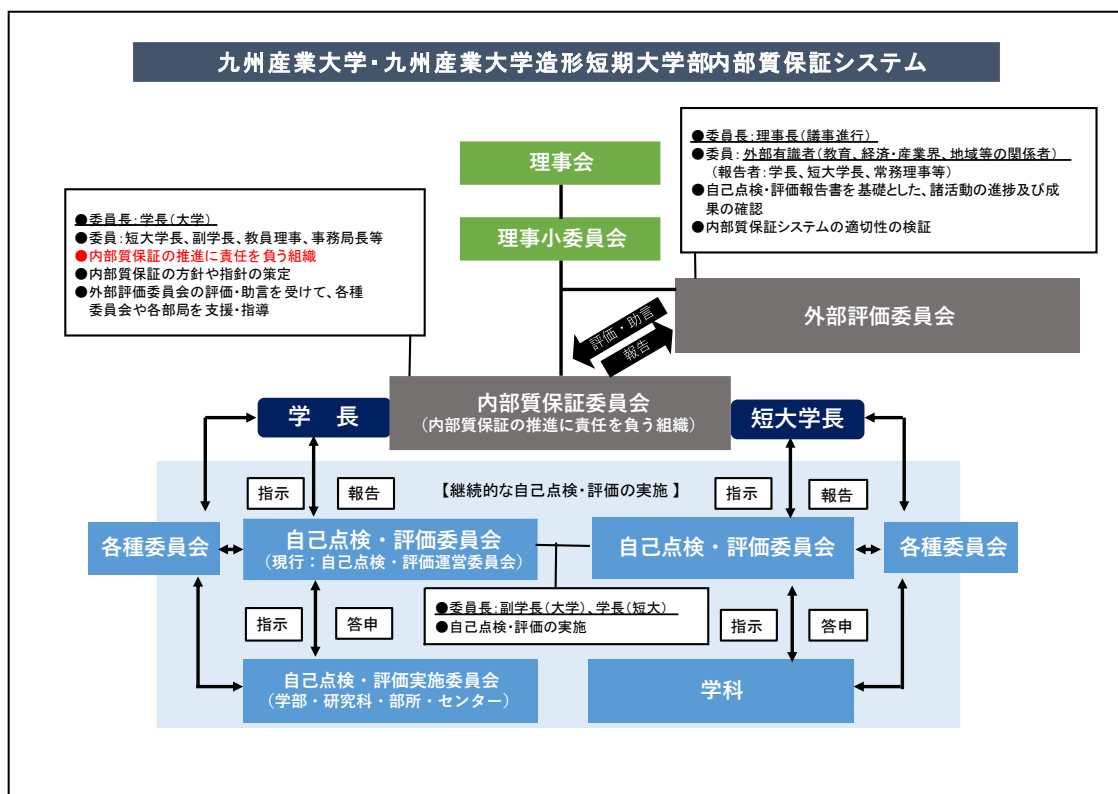 九州産業大学・九州産業大学造形短期大学部内部質保証システム
理事会
理事小委員会
●委員長：理事長（議事進行）
●委員：外部有識者（教育、経済・産業界、地域等の関係者）
（報告者：学長、短大学長、常務理事等）
●自己点検・評価報告書を基礎とした、諸活動の進捗及び成
果の確認
●内部質保証システムの適切性の検証
●委員長：学長（大学）
●委員：短大学長、副学長、教員理事、事務局長等
●内部質保証の推進に責任を負う組織
●内部質保証の方針や指針の策定
●外部評価委員会の評価・助言を受けて、各種
委員会や各部局を支援・指導
外部評価委員会
評価・助言
報告
内部質保証委員会
（内部質保証の推進に責任を負う組織）
学　長
短大学長
指示
報告
【継続的な自己点検・評価の実施 】
指示
報告
各種委員会
自己点検・評価委員会
（現行：自己点検・評価運営委員会）
自己点検・評価委員会
各種委員会
●委員長：副学長（大学）、学長（短大）
●自己点検・評価の実施
指示
答申
指示
答申
自己点検・評価実施委員会
（学部・研究科・部所・センター）
学科